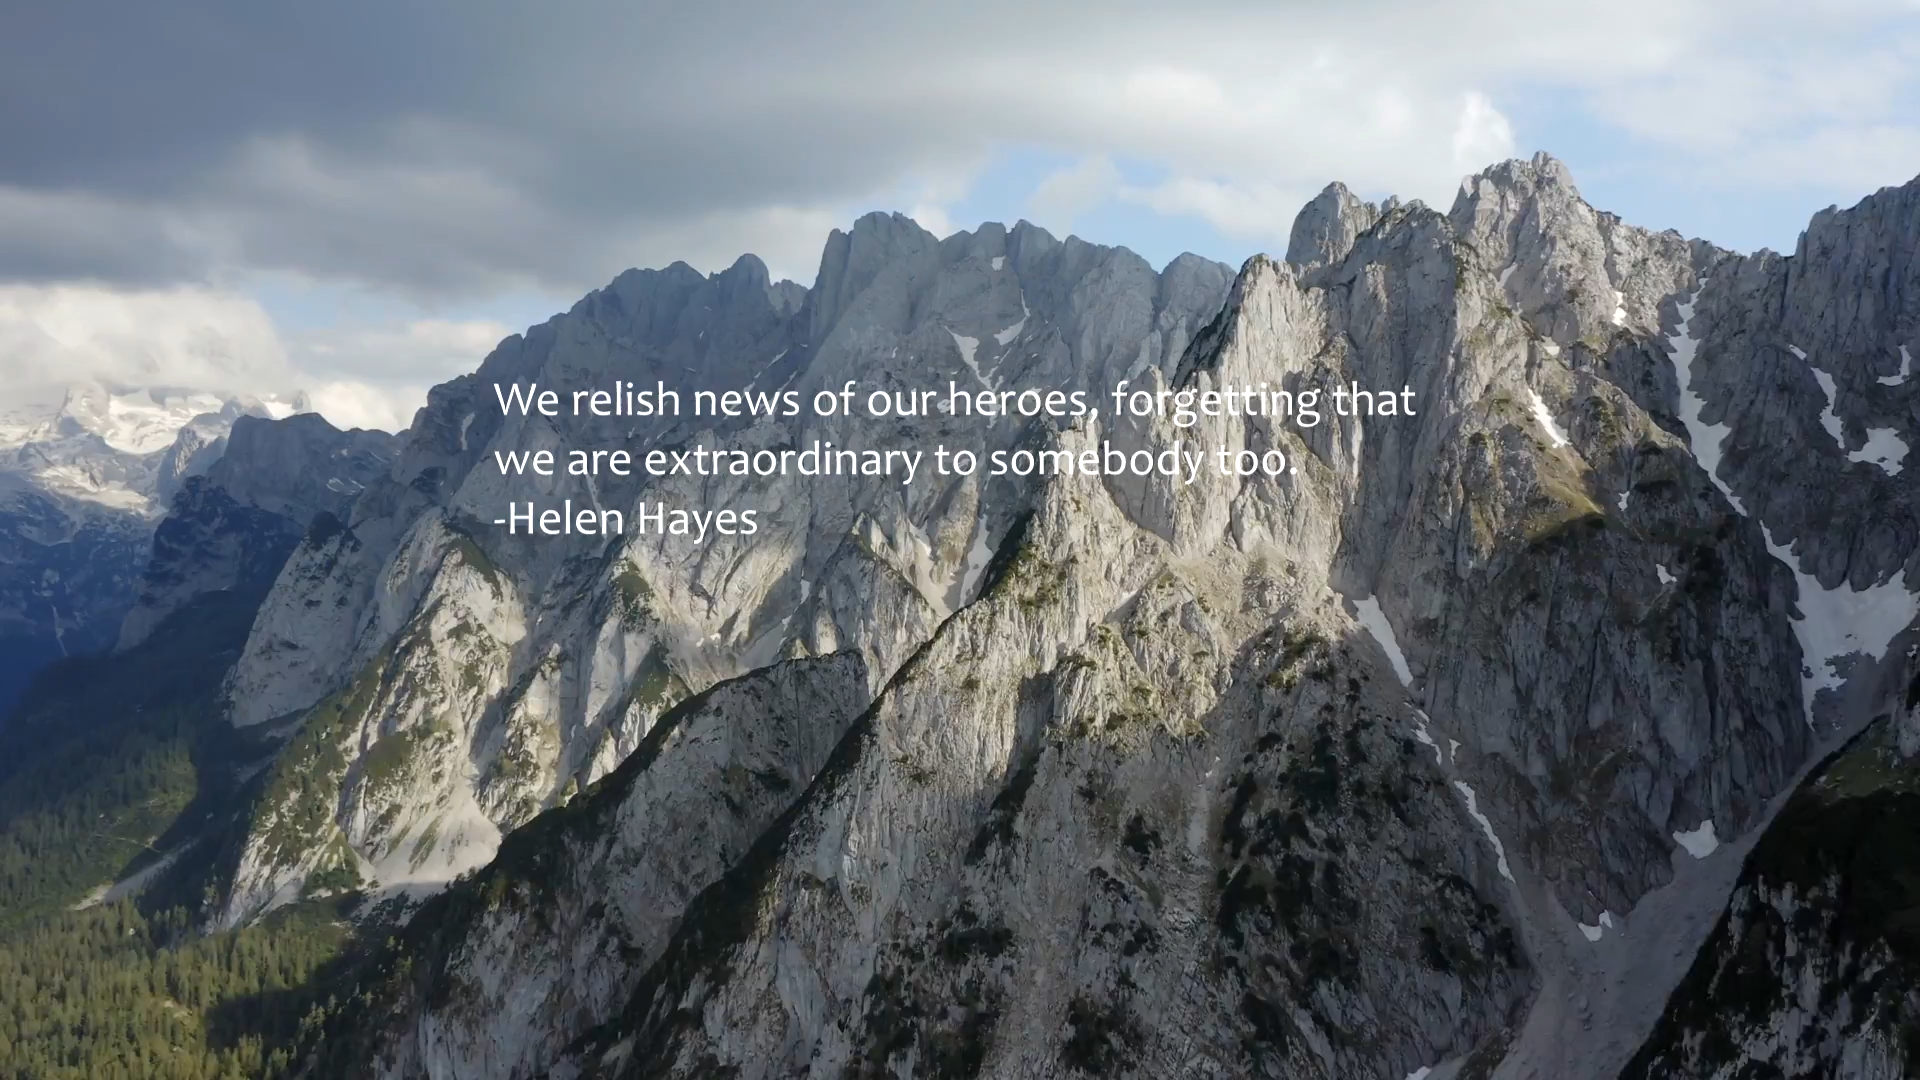 We relish news of our heroes, forgetting that
we are extraordinary to somebody too.
-Helen Hayes